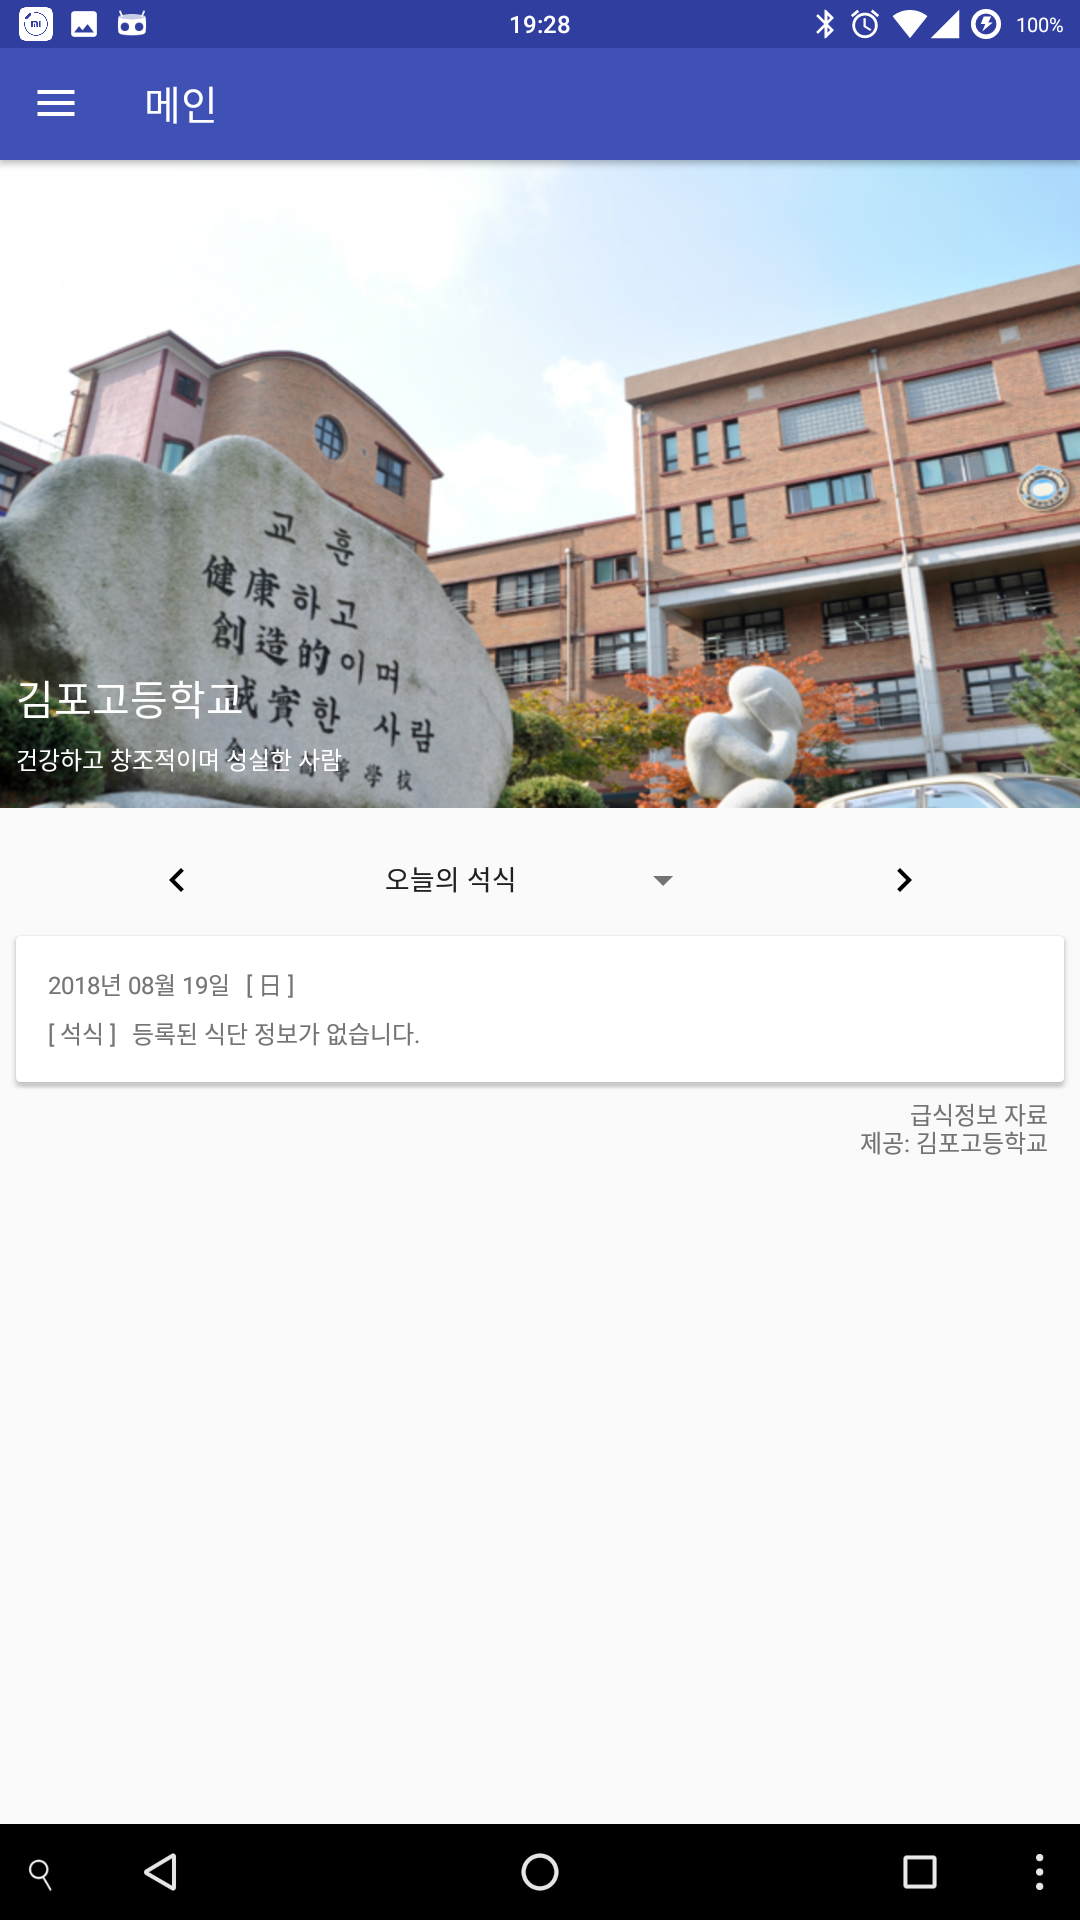 19:28
100%
메인
교 훈
健康하고
創造的이며
誠實한 사람
김포고등학교
건강하고 창조적이며 성실한 사람
오늘의 석식
2018년 08월 19일 [ 日 ]
[ 석식 ] 등록된 식단 정보가 없습니다.
급식정보 자료
제공: 김포고등학교